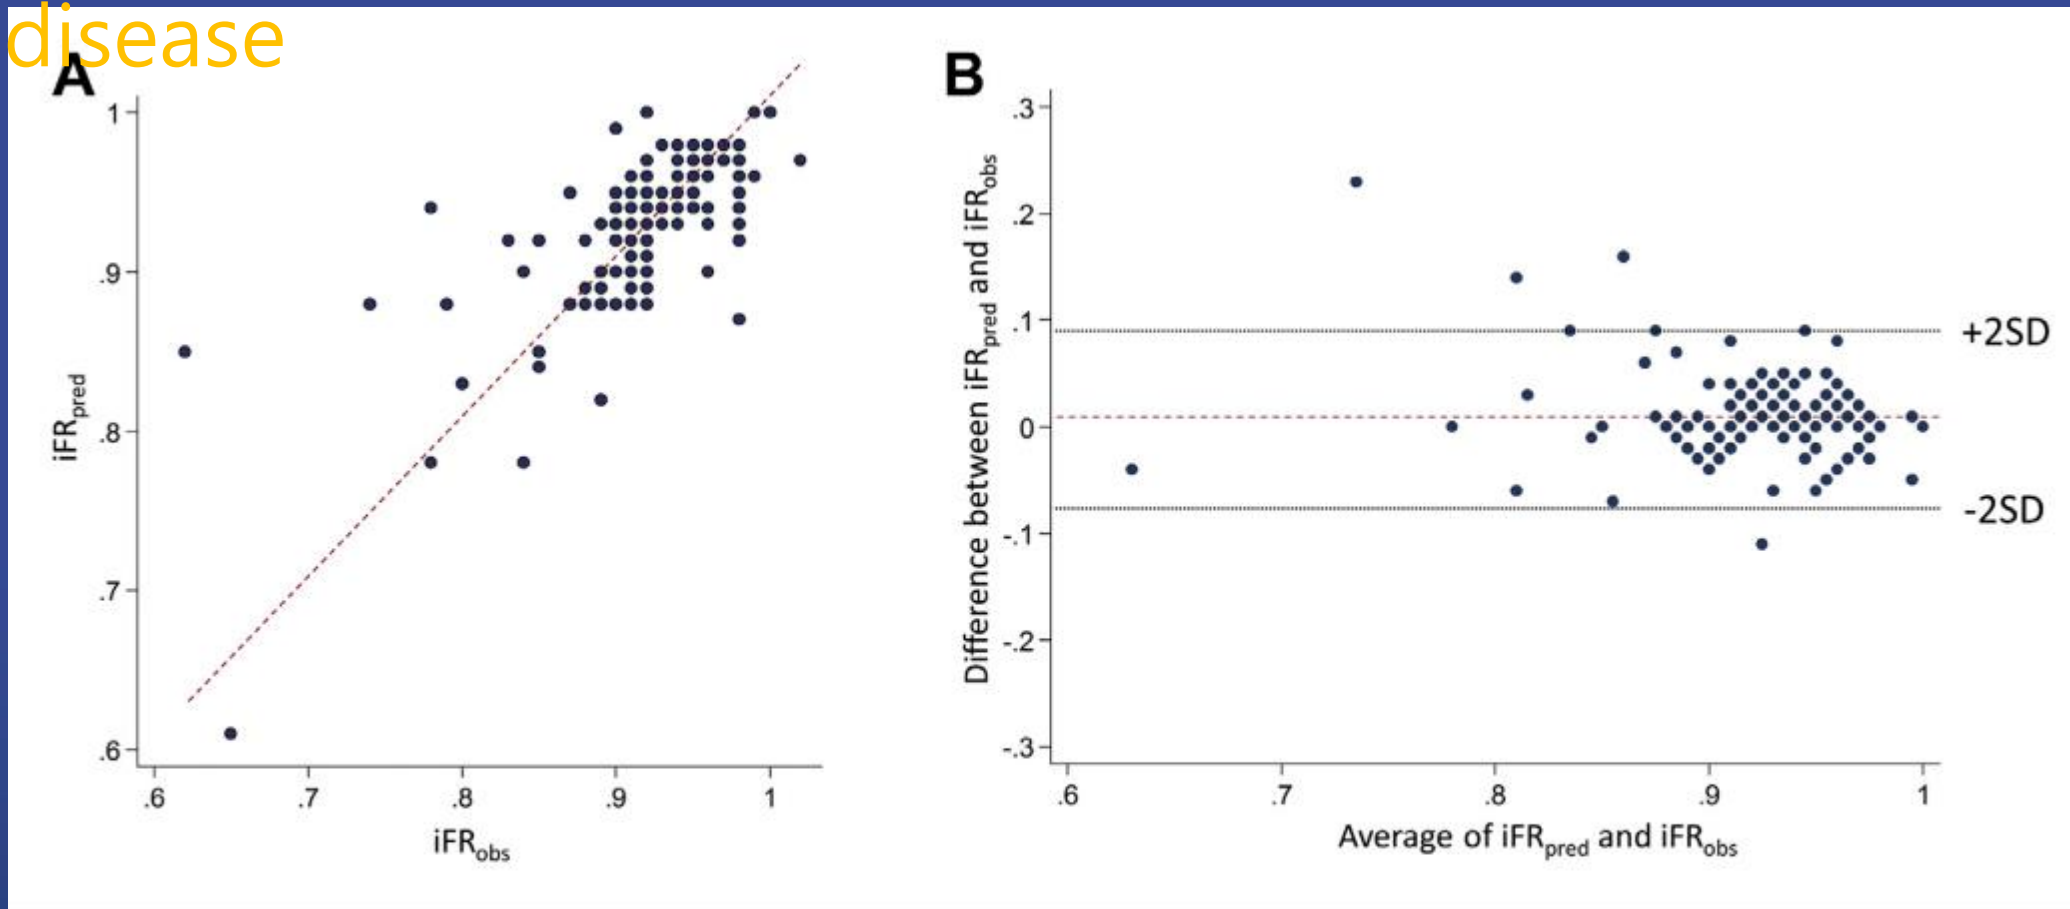 disease
A
1
.9
.8
.7
.6
iFRpred
.6 .7 .8 .9 1
iFRobs
B
.3
.2
.1
0
-.1
-.2
-.3
Difference between iFRpred and iFRobs
+2SD
-2SD
.6 .7 .8 .9 1
Average of iFRpred and iFRobs